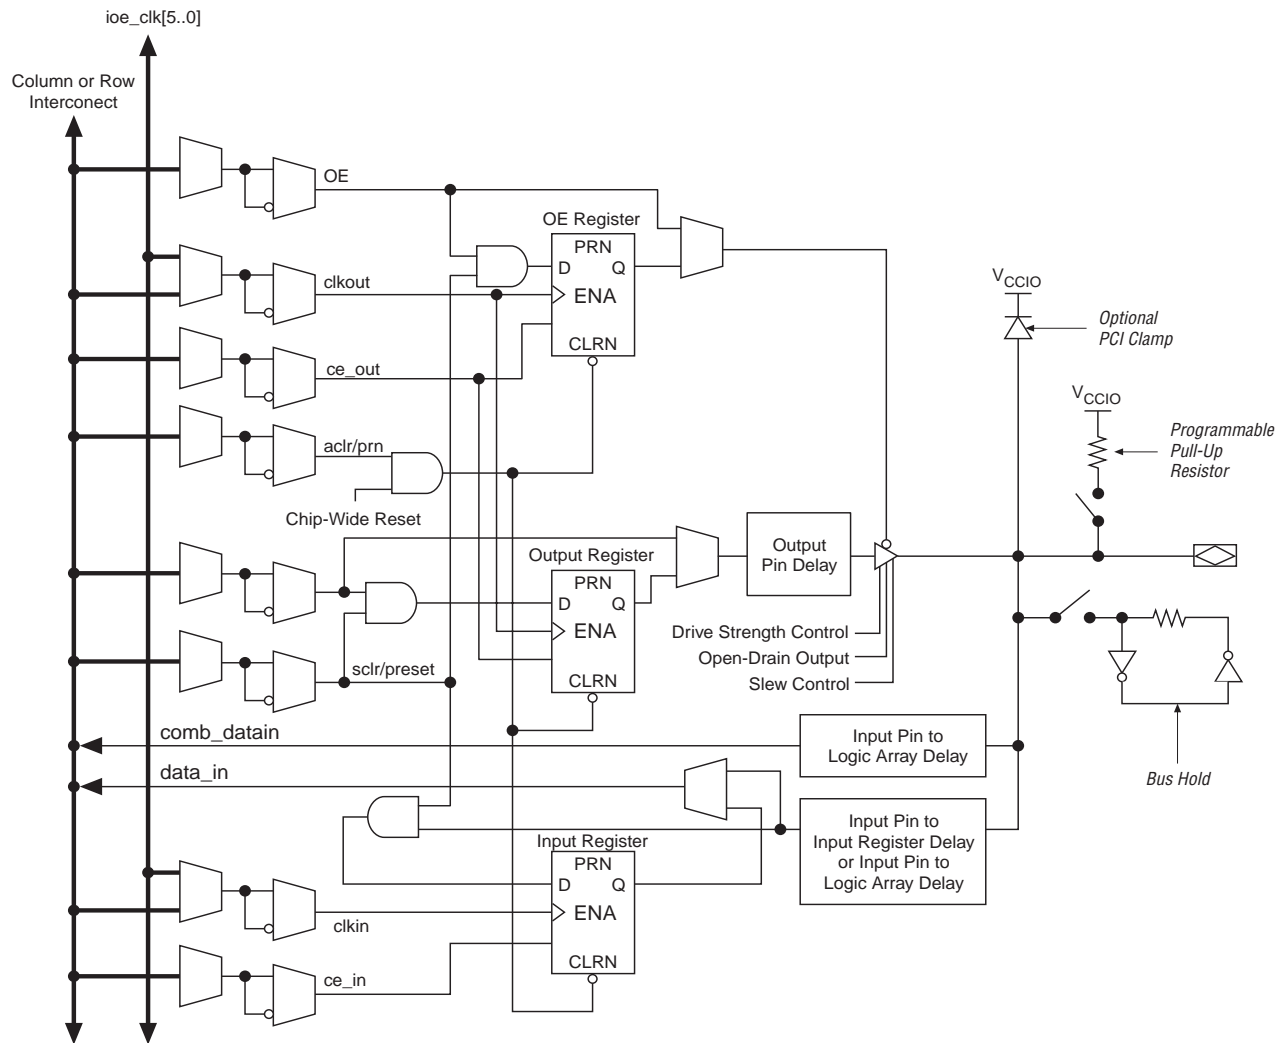 ioe_clk[5..0]
Column or Row
Interconect
OE
OE Register
PRN
D
Q
clkout
ENA
CLRN
ce_out
aclr/prn
Chip-Wide Reset
VCCIO
Optional
PCI Clamp
VCCIO
Programmable
Pull-Up
Resistor
Output
Pin Delay
Output Register
PRN
D
Q
ENA
CLRN
Drive Strength Control
Open-Drain Output
Slew Control
sclr/preset
comb_datain
Input Pin to
Logic Array Delay
data_in
Bus Hold
Input Pin to
Input Register Delay
or Input Pin to
Logic Array Delay
Input Register
PRN
D
Q
clkin
ENA
CLRN
ce_in